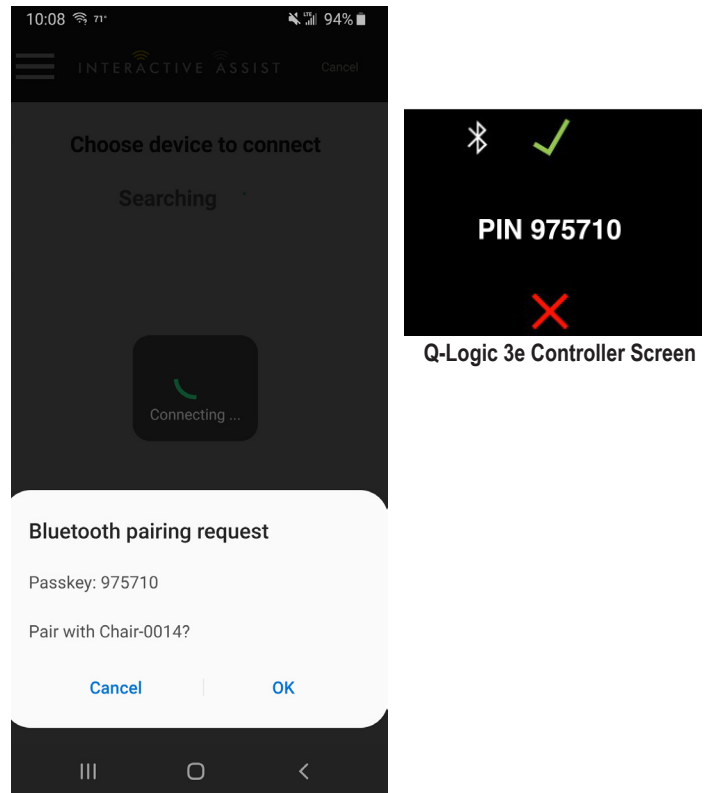 10:08 71° LTE 94%
INTERACTIVE ASSIST Cancel
Choose device to connect
Searching
Connecting ...
Bluetooth pairing request
Passkey: 975710
Pair with Chair-0014?
Cancel OK
PIN 975710
Q-Logic 3e Controller Screen